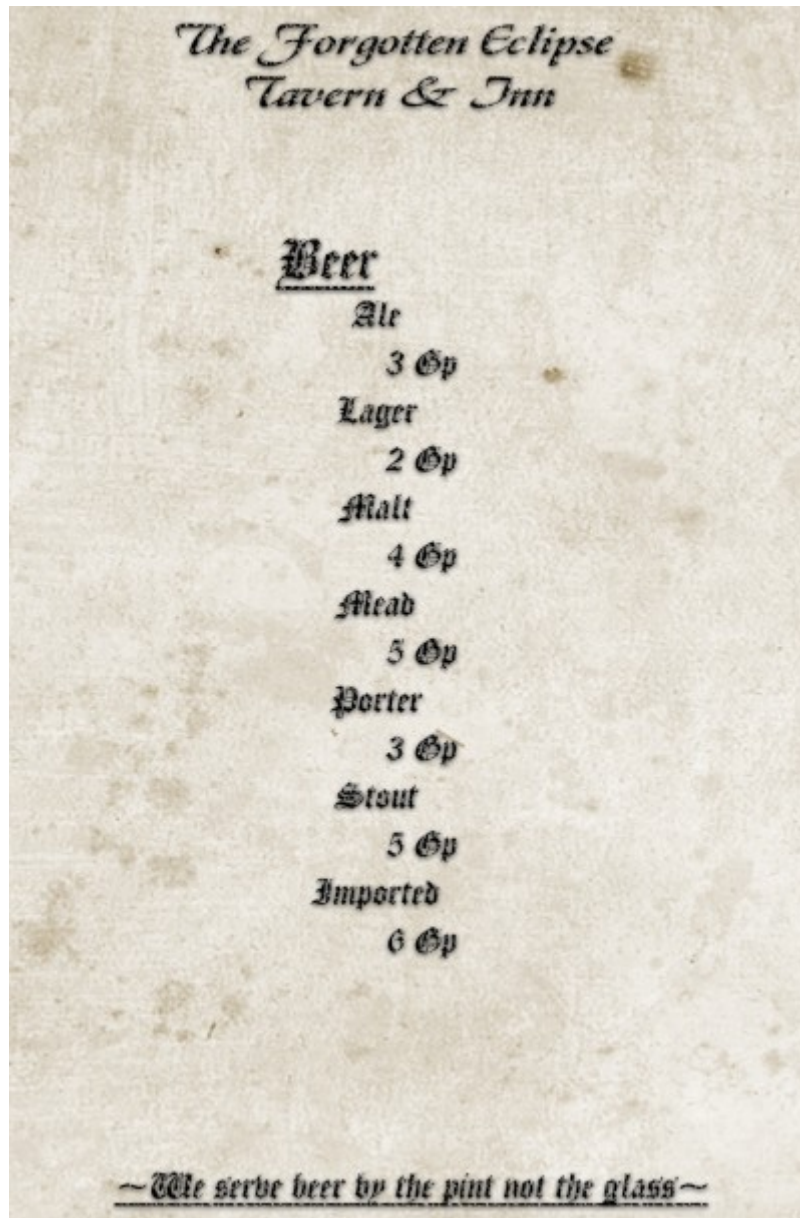 The Forgotten Eclipse
Tavern & Inn
Beer
Ale
3 Gp
Lager
2 Gp
Malt
4 Gp
Mead
5 Gp
Porter
3 Gp
Stout
5 Gp
Imported
6 Gp
~We serve beer by the pint not the glass~